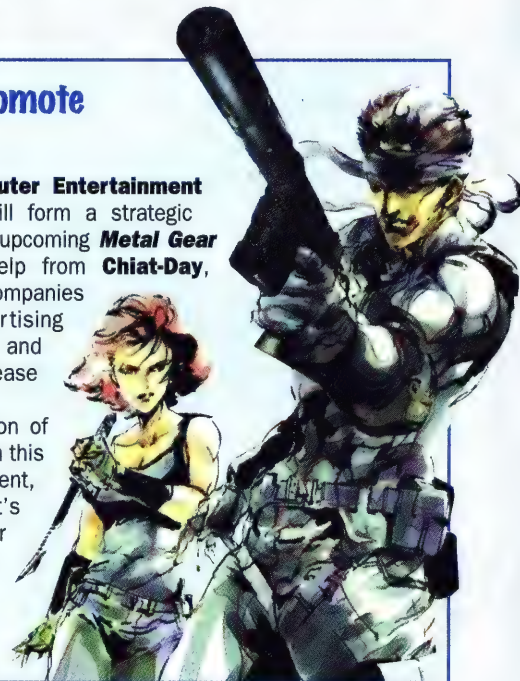 omote
uter Entertainment
ill form a strategic
upcoming Metal Gear
elp from Chiat-Day,
ompanies
rtising
and
ease
on of
n this
ent,
t's
r